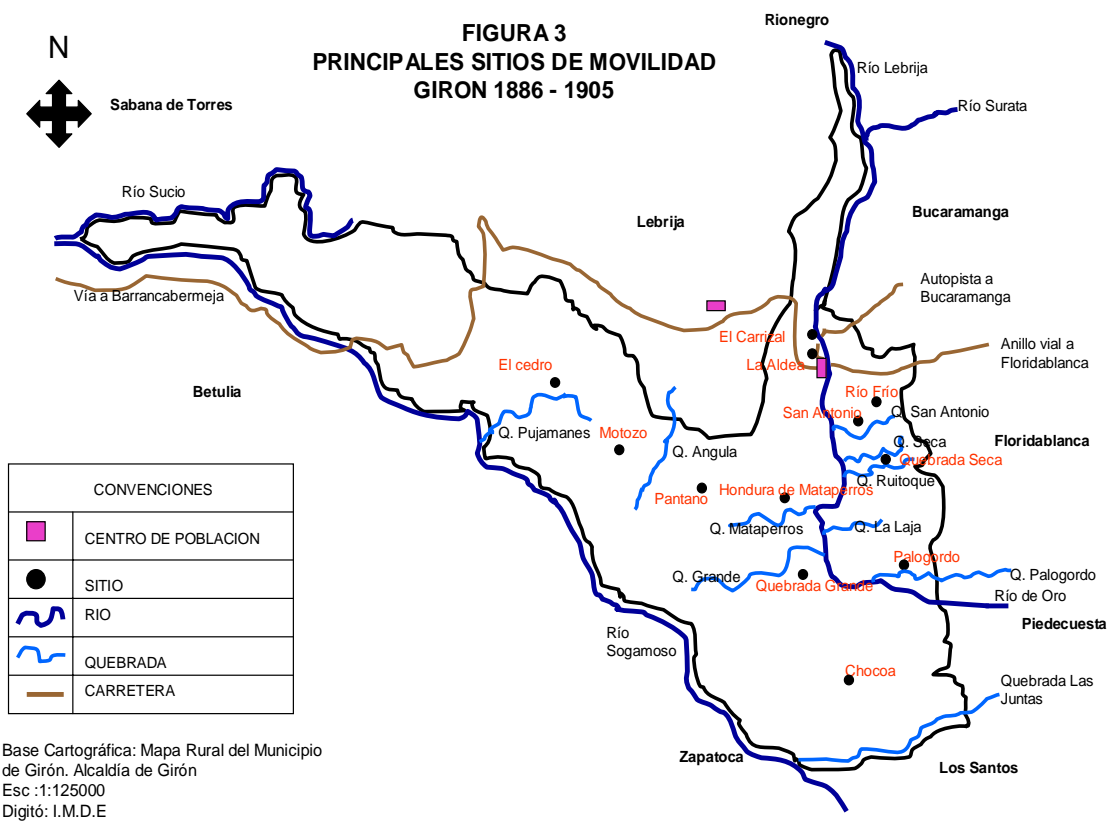 FIGURA 3
PRINCIPALES SITIOS DE MOVILIDAD
GIRON 1886 - 1905
N
Sabana de Torres
Rionegro
Río Lebrija
Río Surata
Río Sucio
Lebrija
Bucaramanga
Vía a Barrancabermeja
Autopista a
Bucaramanga
El Carrizal
La Aldea
Anillo vial a
Floridablanca
Betulia
El cedro
Río Frío
San Antonio
Q. San Antonio
Q. Pujamanes
Motozo
Q. Angula
Q. Seca
Floridablanca
Quebrada Seca
Q. Ruitoque
Pantano
Hondura de Mataperros
Q. Mataperros
Q. La Laja
Palogordo
Q. Grande
Quebrada Grande
Q. Palogordo
Río de Oro
Piedecuesta
Río
Sogamoso
Chocoa
Quebrada Las
Juntas
Zapatoca
Los Santos
CONVENCIONES
CENTRO DE POBLACION
SITIO
RIO
QUEBRADA
CARRETERA
Base Cartográfica: Mapa Rural del Municipio
de Girón. Alcaldía de Girón
Esc :1:125000
Digitó: I.M.D.E